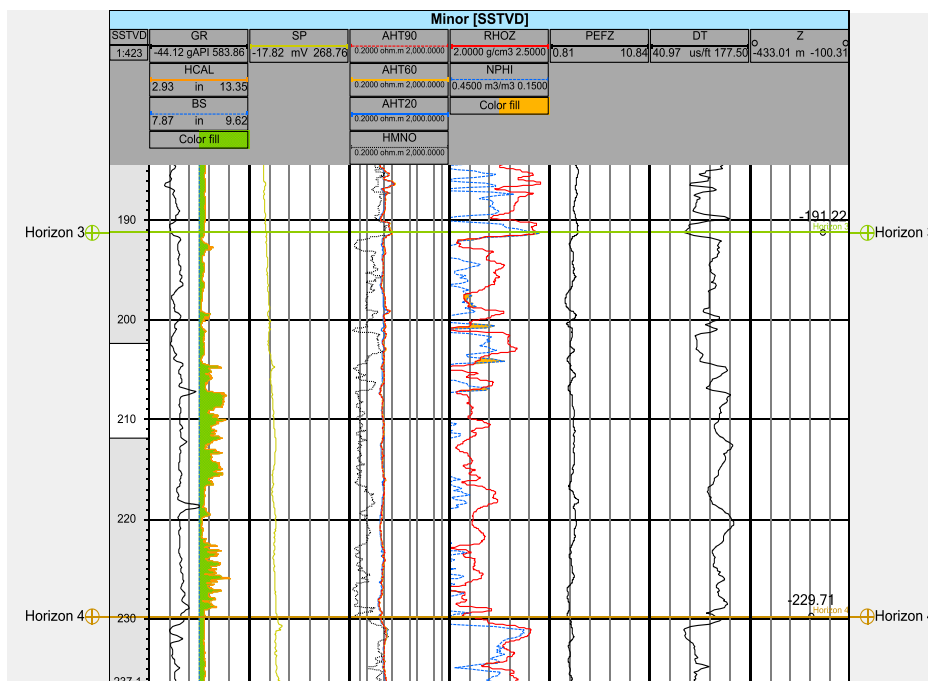 Minor [SSTVD]
SSTVD GR SP AHT90 RHOZ PEFZ DT Z
1:423 -44.12 gAPI 583.86 -17.82 mV 268.76 0.2000 ohm.m 2,000.0000 2.0000 g/cm3 2.5000 0.81 10.84 40.97 us/ft 177.50 -433.01 m -100.31
HCAL AHT60 NPHI
2.93 in 13.35 0.2000 ohm.m 2,000.0000 0.4500 m3/m3 0.1500
BS AHT20 Color fill
7.87 in 9.62 0.2000 ohm.m 2,000.0000
Color fill HMNO
0.2000 ohm.m 2,000.0000
190 -191.22
Horizon 3 Horizon
200
210
220
-229.71
Horizon 4 Horizon 4 Horizon
230
237.1